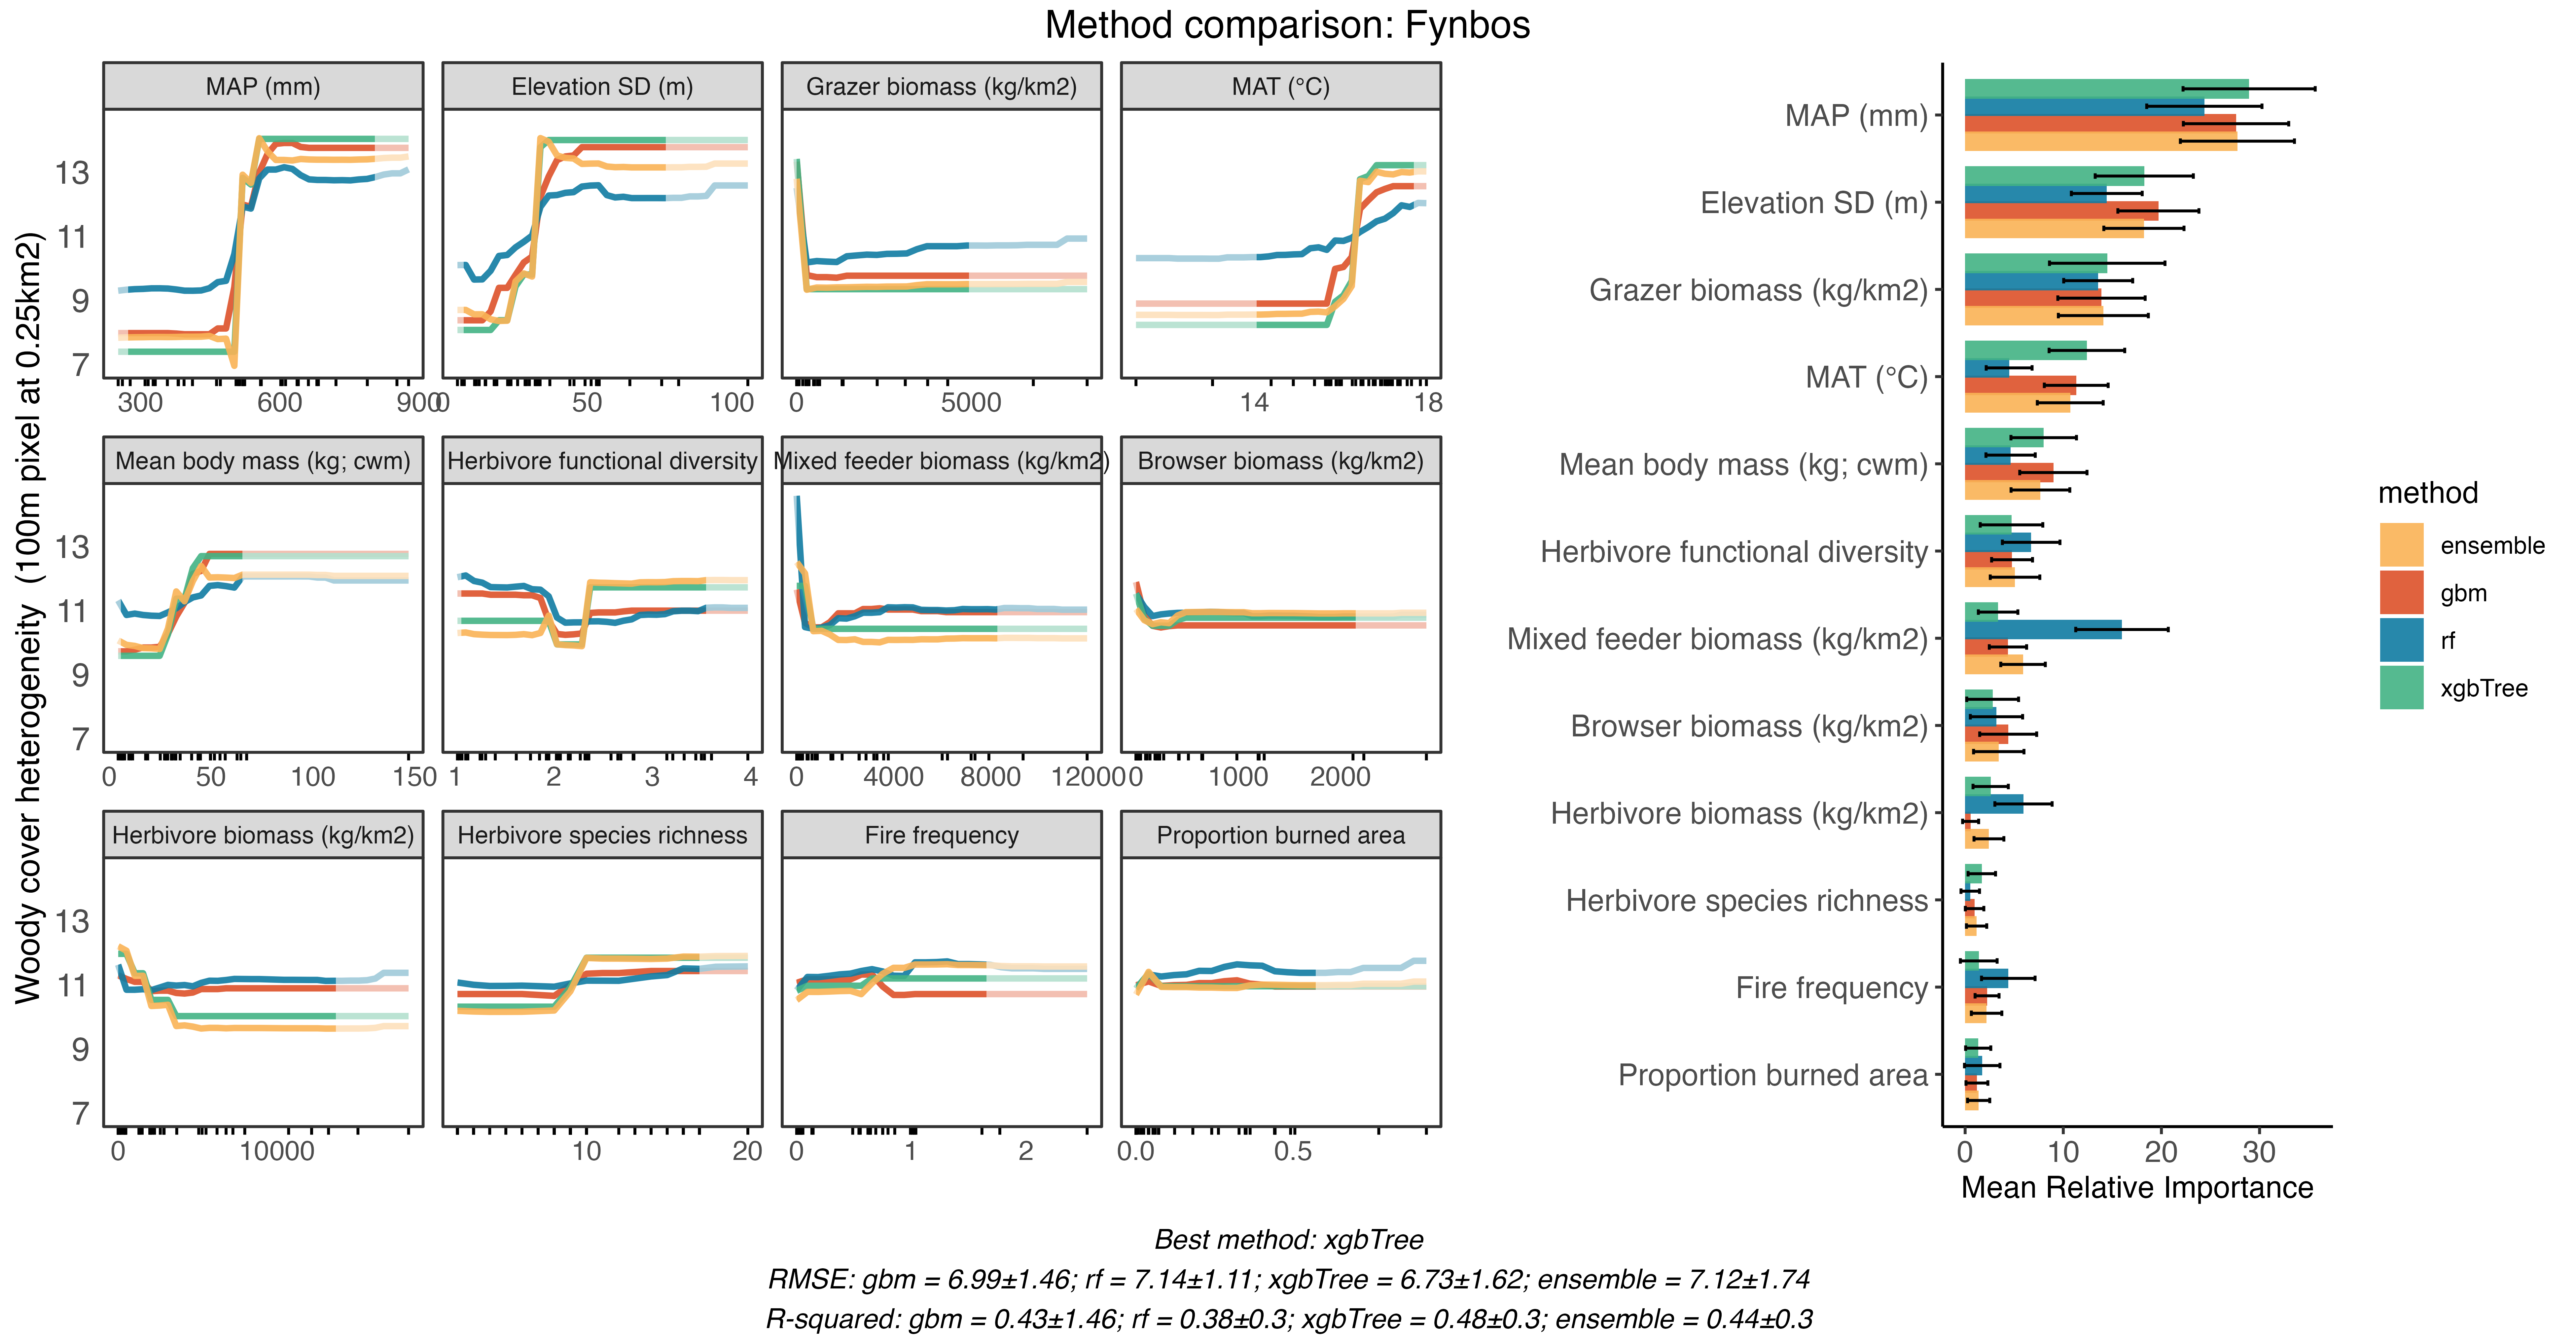 Method comparison: Fynbos
Woody cover heterogeneity (100m pixel at 0.25km2)
MAP (mm)
Elevation SD (m)
Grazer biomass (kg/km2)
MAT (°C)
13
11
9
7
300 600 900
0 50 100
0 5000
14 18
Mean body mass (kg; cwm)
Herbivore functional diversity
Mixed feeder biomass (kg/km2)
Browser biomass (kg/km2)
13
11
9
7
0 50 100 150
1 2 3 4
0 4000 8000 12000
0 1000 2000
Herbivore biomass (kg/km2)
Herbivore species richness
Fire frequency
Proportion burned area
13
11
9
7
0 10000
10 20
0 1 2
0.0 0.5
MAP (mm)
Elevation SD (m)
Grazer biomass (kg/km2)
MAT (°C)
Mean body mass (kg; cwm)
Herbivore functional diversity
Mixed feeder biomass (kg/km2)
Browser biomass (kg/km2)
Herbivore biomass (kg/km2)
Herbivore species richness
Fire frequency
Proportion burned area
0 10 20 30
Mean Relative Importance
method
ensemble
gbm
rf
xgbTree
Best method: xgbTree
RMSE: gbm = 6.99±1.46; rf = 7.14±1.11; xgbTree = 6.73±1.62; ensemble = 7.12±1.74
R-squared: gbm = 0.43±1.46; rf = 0.38±0.3; xgbTree = 0.48±0.3; ensemble = 0.44±0.3